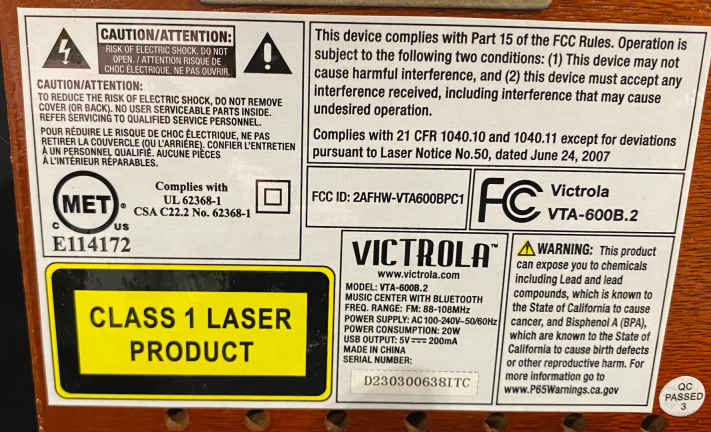 CAUTION/ATTENTION:
RISK OF ELECTRIC SHOCK, DO NOT
OPEN. / ATTENTION RISQUE DE
CHOC ÉLECTRIQUE. NE PAS OUVRIR.
CAUTION/ATTENTION:
TO REDUCE THE RISK OF ELECTRIC SHOCK, DO NOT REMOVE
COVER (OR BACK). NO USER SERVICEABLE PARTS INSIDE.
REFER SERVICING TO QUALIFIED SERVICE PERSONNEL.
POUR RÉDUIRE LE RISQUE DE CHOC ÉLECTRIQUE, NE PAS
RETIRER LA COUVERCLE (OU L'ARRIÈRE). CONFIER L'ENTRETIEN
À UN PERSONNEL QUALIFIÉ. AUCUNE PIÈCES
À L'INTÉRIEUR RÉPARABLES.
MET
C US
E114172
Complies with
UL 62368-1
CSA C22.2 No. 62368-1
CLASS 1 LASER
PRODUCT
This device complies with Part 15 of the FCC Rules. Operation is
subject to the following two conditions: (1) This device may not
cause harmful interference, and (2) this device must accept any
interference received, including interference that may cause
undesired operation.
Complies with 21 CFR 1040.10 and 1040.11 except for deviations
pursuant to Laser Notice No.50, dated June 24, 2007
FCC ID: 2AFHW-VTA600BPC1
FC Victrola
VTA-600B.2
VICTROLA™
www.victrola.com
MODEL: VTA-600B.2
MUSIC CENTER WITH BLUETOOTH
FREQ. RANGE: FM: 88-108MHz
POWER SUPPLY: AC100-240V~50/60Hz
POWER CONSUMPTION: 20W
USB OUTPUT: 5V⎓200mA
MADE IN CHINA
SERIAL NUMBER:
D230300638ITC
WARNING: This product
can expose you to chemicals
including Lead and lead
compounds, which is known to
the State of California to cause
cancer, and Bisphenol A (BPA),
which are known to the State of
California to cause birth defects
or other reproductive harm. For
more information go to
www.P65Warnings.ca.gov
QC
PASSED
3